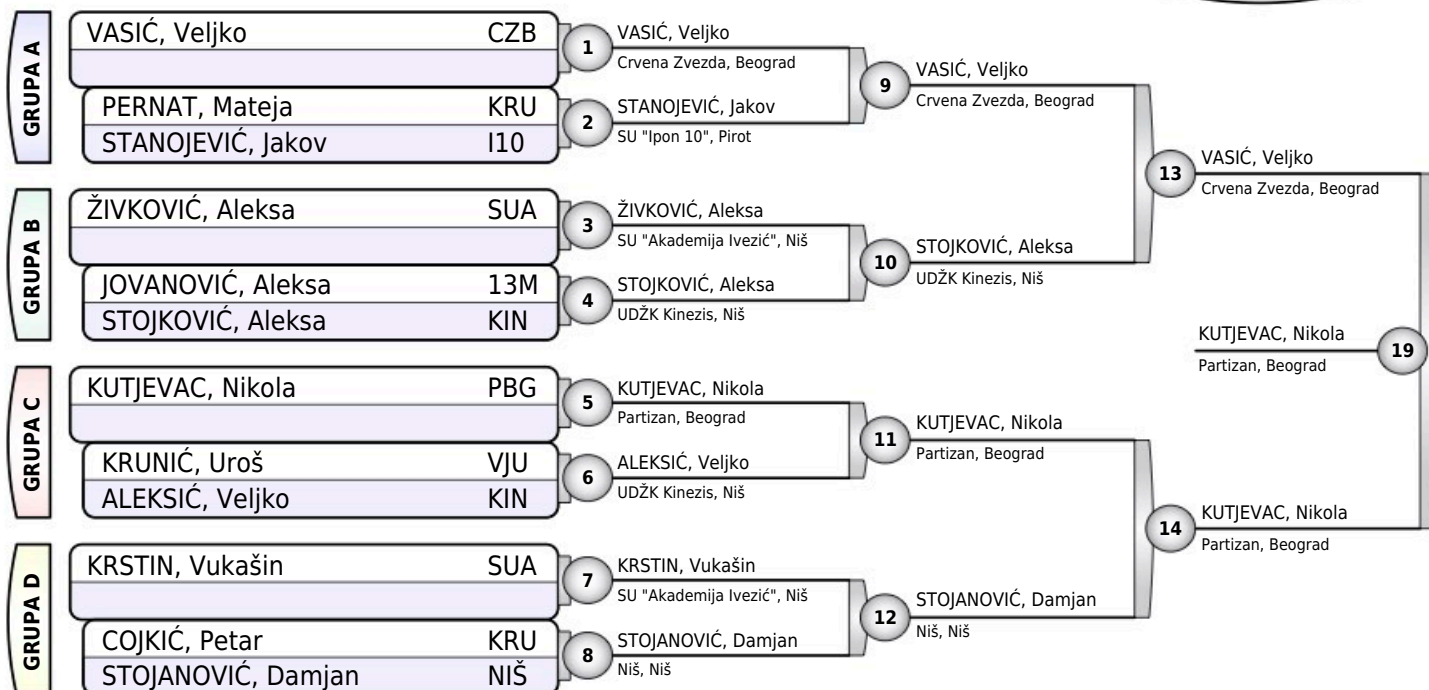 GRUPA A
VASIĆ, Veljko CZB
PERNAT, Mateja KRU
STANOJEVIĆ, Jakov I10
1
VASIĆ, Veljko
Crvena Zvezda, Beograd
2
STANOJEVIĆ, Jakov
SU "Ipon 10", Pirot
9
VASIĆ, Veljko
Crvena Zvezda, Beograd
GRUPA B
ŽIVKOVIĆ, Aleksa SUA
JOVANOVIĆ, Aleksa 13M
STOJKOVIĆ, Aleksa KIN
3
ŽIVKOVIĆ, Aleksa
SU "Akademija Ivezić", Niš
4
STOJKOVIĆ, Aleksa
UDŽK Kinezis, Niš
10
STOJKOVIĆ, Aleksa
UDŽK Kinezis, Niš
13
VASIĆ, Veljko
Crvena Zvezda, Beograd
GRUPA C
KUTJEVAC, Nikola PBG
KRUNIĆ, Uroš VJU
ALEKSIĆ, Veljko KIN
5
KUTJEVAC, Nikola
Partizan, Beograd
6
ALEKSIĆ, Veljko
UDŽK Kinezis, Niš
11
KUTJEVAC, Nikola
Partizan, Beograd
GRUPA D
KRSTIN, Vukašin SUA
COJKIĆ, Petar KRU
STOJANOVIĆ, Damjan NIŠ
7
KRSTIN, Vukašin
SU "Akademija Ivezić", Niš
8
STOJANOVIĆ, Damjan
Niš, Niš
12
STOJANOVIĆ, Damjan
Niš, Niš
14
KUTJEVAC, Nikola
Partizan, Beograd
KUTJEVAC, Nikola
Partizan, Beograd
19